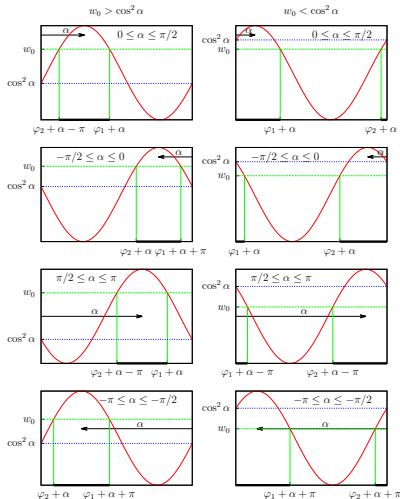 w₀ > cos² α
w₀ < cos² α
α
0 ≤ α ≤ π/2
w₀
cos² α
φ₂ + α − π φ₁ + α
α
0 ≤ α ≤ π/2
cos² α
w₀
φ₁ + α φ₂ + α
−π/2 ≤ α ≤ 0
α
w₀
cos² α
φ₂ + α φ₁ + α + π
−π/2 ≤ α ≤ 0
α
cos² α
w₀
φ₁ + α φ₂ + α
π/2 ≤ α ≤ π
w₀
α
cos² α
φ₂ + α − π φ₁ + α
π/2 ≤ α ≤ π
cos² α
w₀
α
φ₁ + α − π φ₂ + α − π
−π ≤ α ≤ −π/2
w₀
α
cos² α
φ₂ + α φ₁ + α + π
−π ≤ α ≤ −π/2
cos² α
w₀
α
φ₁ + α + π φ₂ + α + π